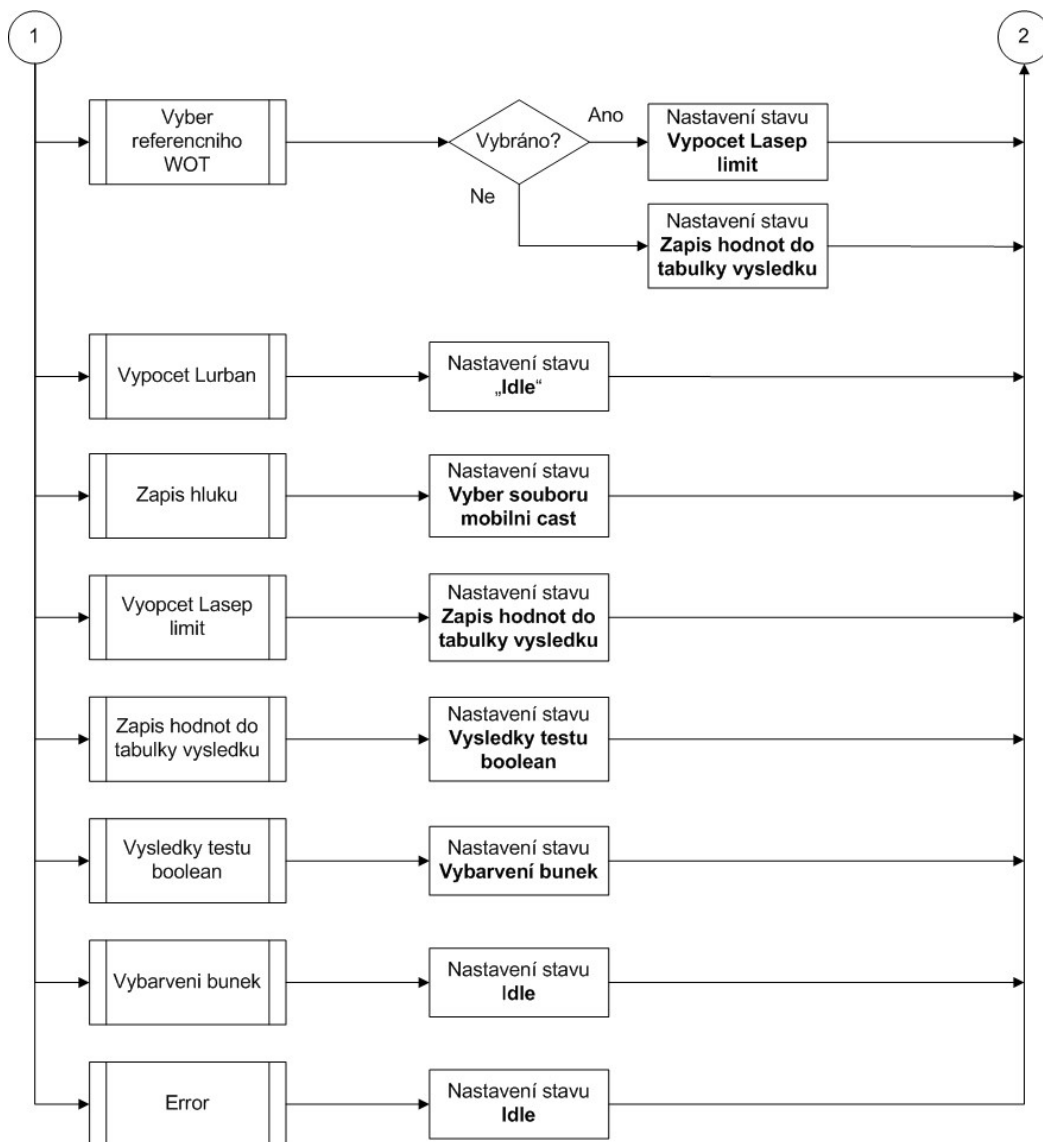 1
2
Vyber
referencniho
WOT
Vybráno?
Ano
Ne
Nastavení stavu
Vypocet Lasep
limit
Nastavení stavu
Zapis hodnot do
tabulky vysledku
Vypocet Lurban
Nastavení stavu
„Idle“
Zapis hluku
Nastavení stavu
Vyber souboru
mobilni cast
Vyopcet Lasep
limit
Nastavení stavu
Zapis hodnot do
tabulky vysledku
Zapis hodnot do
tabulky vysledku
Nastavení stavu
Vysledky testu
boolean
Vysledky testu
boolean
Nastavení stavu
Vybarvení bunek
Vybarveni bunek
Nastavení stavu
Idle
Error
Nastavení stavu
Idle